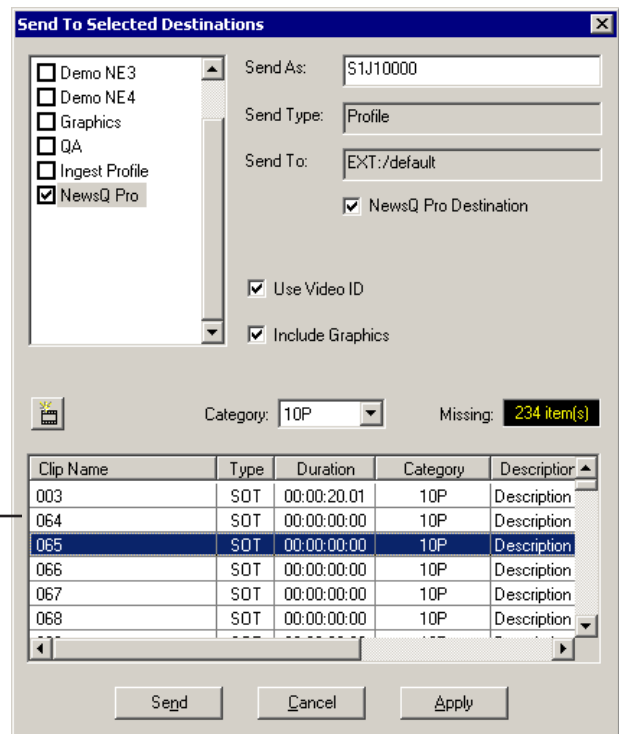 Send To Selected Destinations
Demo NE3
Demo NE4
Graphics
QA
Ingest Profile
NewsQ Pro
Send As: S1J10000
Send Type: Profile
Send To: EXT:/default
NewsQ Pro Destination
Use Video ID
Include Graphics
Category: 10P Missing: 234 item(s)
Clip Name Type Duration Category Description
003 SOT 00:00:20.01 10P Description
064 SOT 00:00:00:00 10P Description
065 SOT 00:00:00:00 10P Description
066 SOT 00:00:00:00 10P Description
067 SOT 00:00:00:00 10P Description
068 SOT 00:00:00:00 10P Description
Send Cancel Apply